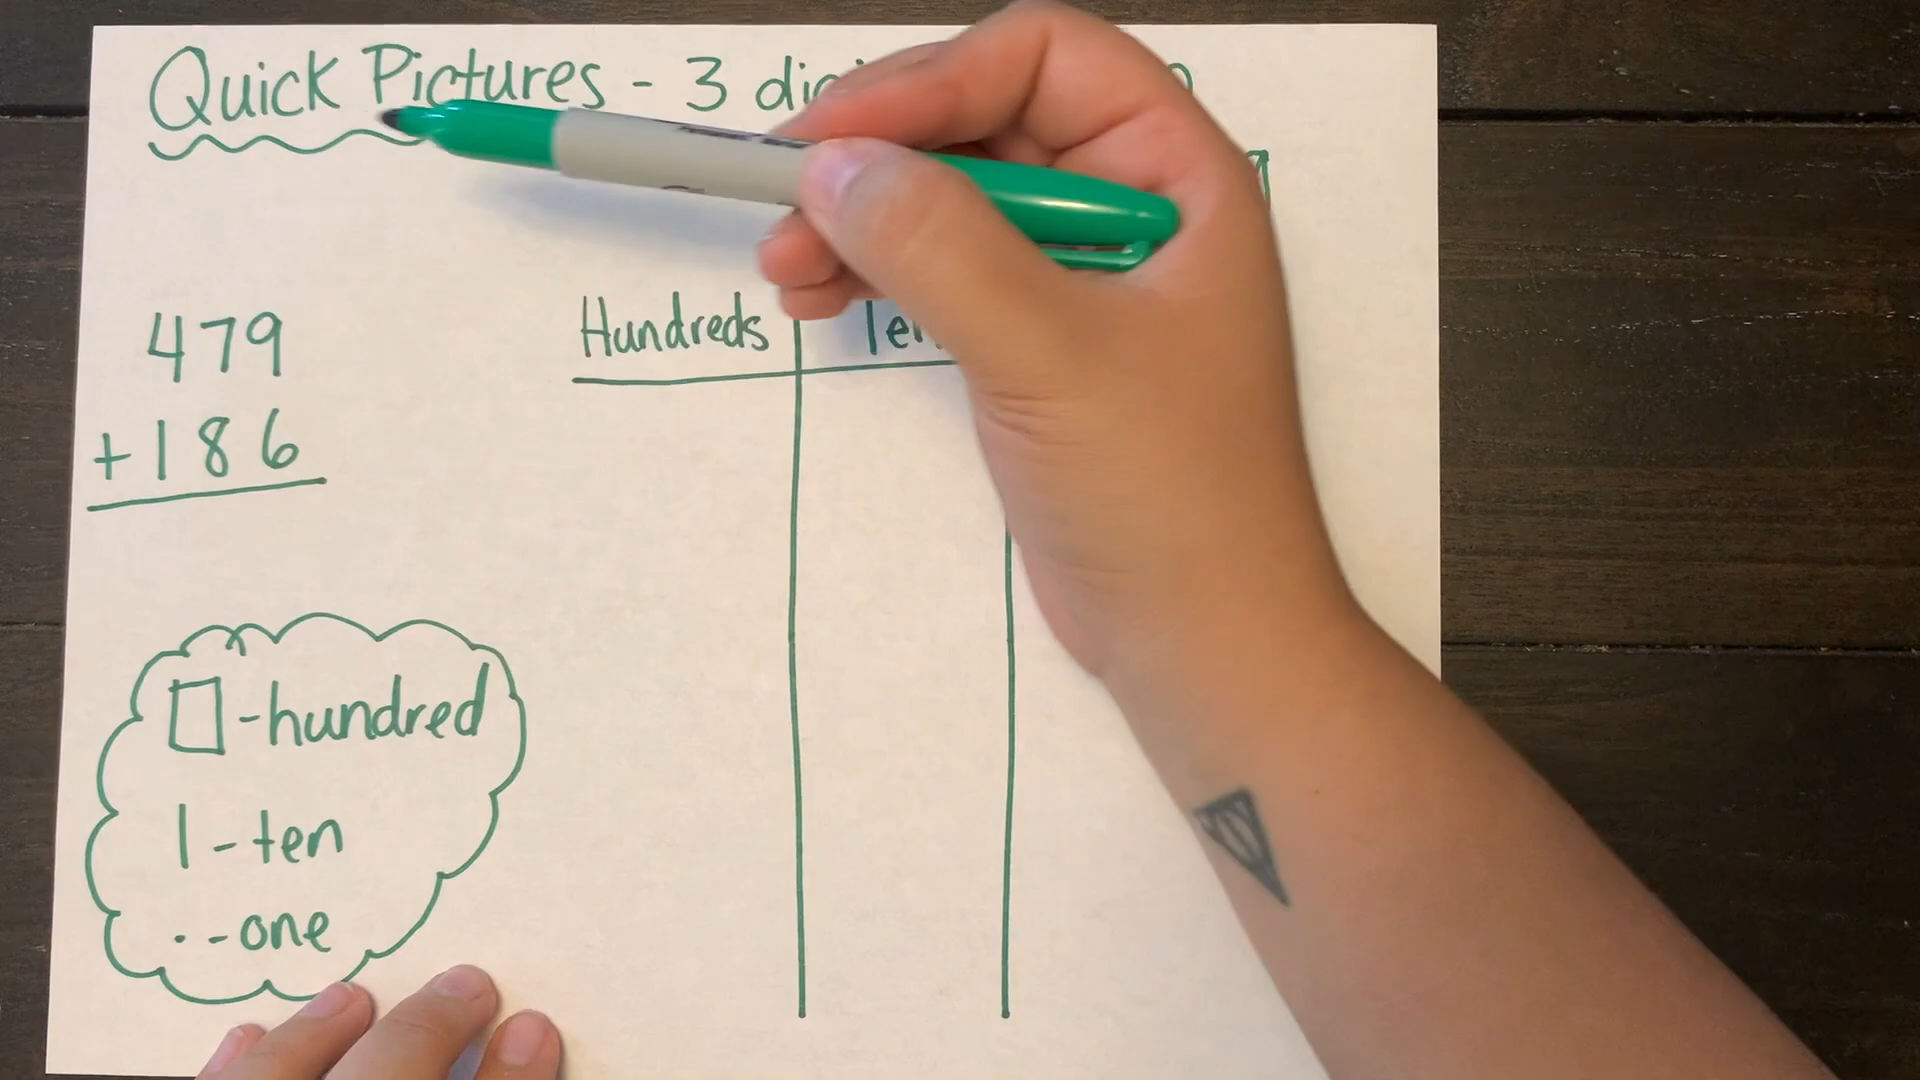 Quick Pictures - 3
479
+186
Hundreds
□-hundred
|-ten
.-one